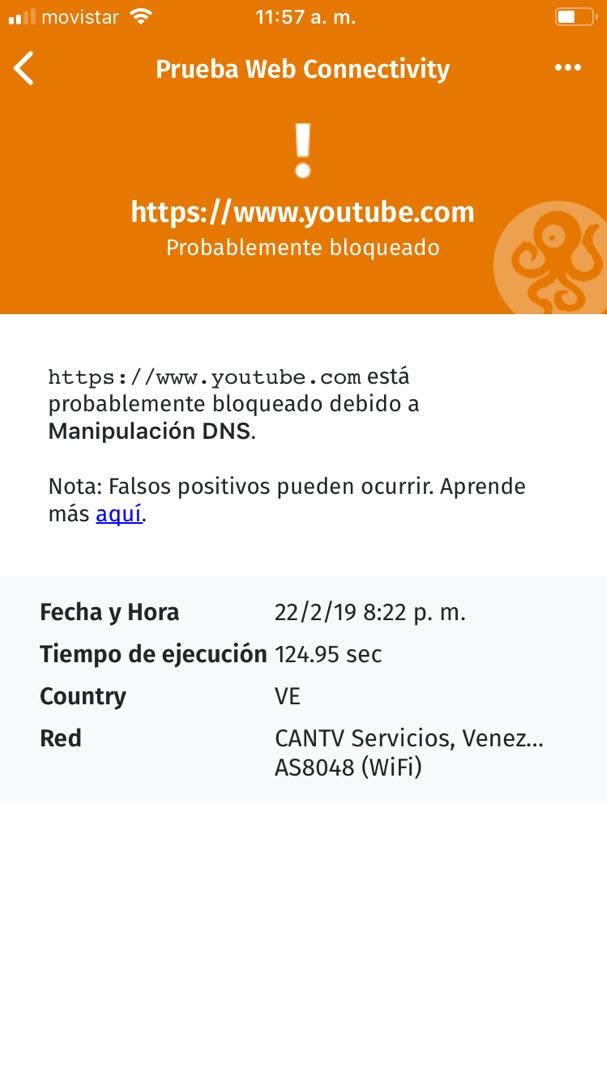 movistar 11:57 a. m.
Prueba Web Connectivity
https://www.youtube.com
Probablemente bloqueado
https://www.youtube.com está
probablemente bloqueado debido a
Manipulación DNS.
Nota: Falsos positivos pueden ocurrir. Aprende
más aquí.
Fecha y Hora 22/2/19 8:22 p. m.
Tiempo de ejecución 124.95 sec
Country VE
Red CANTV Servicios, Venez...
AS8048 (WiFi)